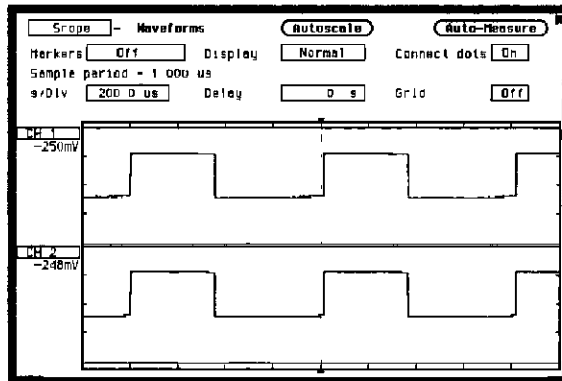 Scope - Waveforms Autoscale Auto-Measure
Markers Off Display Normal Connect dots On
Sample period = 1 000 us
s/Div 200 0 us Delay 0 s Grid Off
CH 1
-250mV
CH 2
-248mV